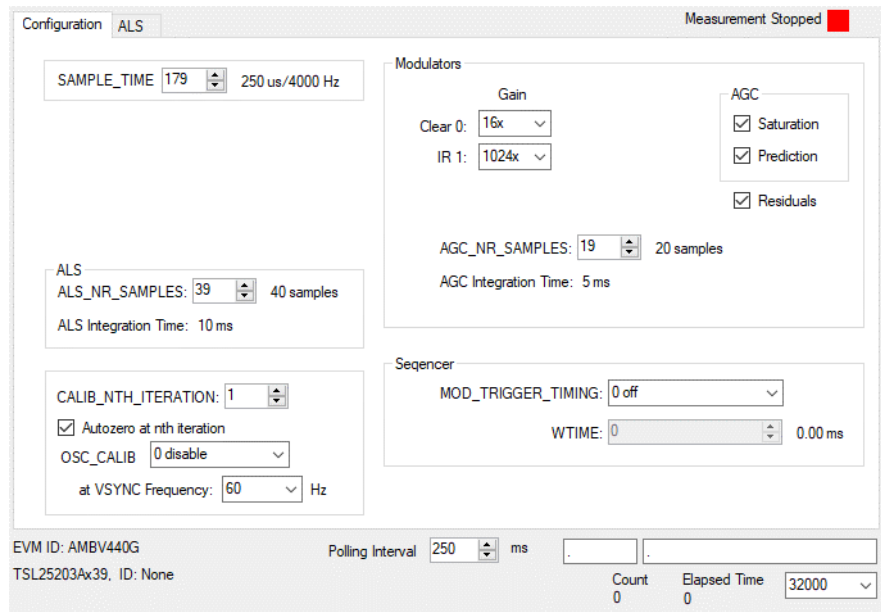 Configuration ALS Measurement Stopped
SAMPLE_TIME 179 250 us/4000 Hz
Modulators
Gain
Clear 0: 16x
IR 1: 1024x
AGC
Saturation
Prediction
Residuals
AGC_NR_SAMPLES: 19 20 samples
AGC Integration Time: 5 ms
ALS
ALS_NR_SAMPLES: 39 40 samples
ALS Integration Time: 10 ms
CALIB_NTH_ITERATION: 1
Autozero at nth iteration
OSC_CALIB 0 disable
at VSYNC Frequency: 60 Hz
Seqencer
MOD_TRIGGER_TIMING: 0 off
WTIME: 0 0.00 ms
EVM ID: AMBV440G
Polling Interval 250 ms . .
TSL25203Ax39, ID: None
Count Elapsed Time 32000
0 0